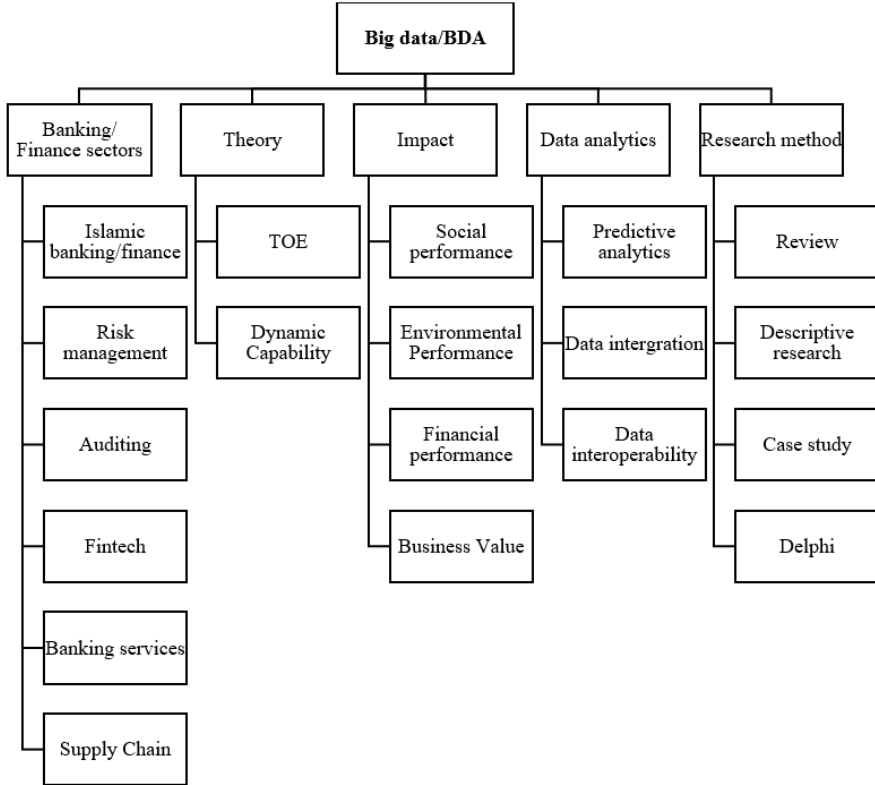 Big data/BDA
Banking/
Finance sectors
Theory
Impact
Data analytics
Research method
Islamic
banking/finance
TOE
Social
performance
Predictive
analytics
Review
Risk
management
Dynamic
Capability
Environmental
Performance
Data intergration
Descriptive
research
Auditing
Financial
performance
Data
interoperability
Case study
Fintech
Business Value
Delphi
Banking services
Supply Chain